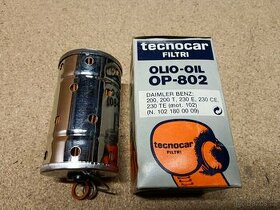 tecnocar
FILTRI
OLIO-OIL
OP-802
DAIMLER BENZ:
200, 200 T, 230 E, 230 CE,
230 TE (mot. 102)
(N. 102 180 00 09)
tecnocar
FILTRI